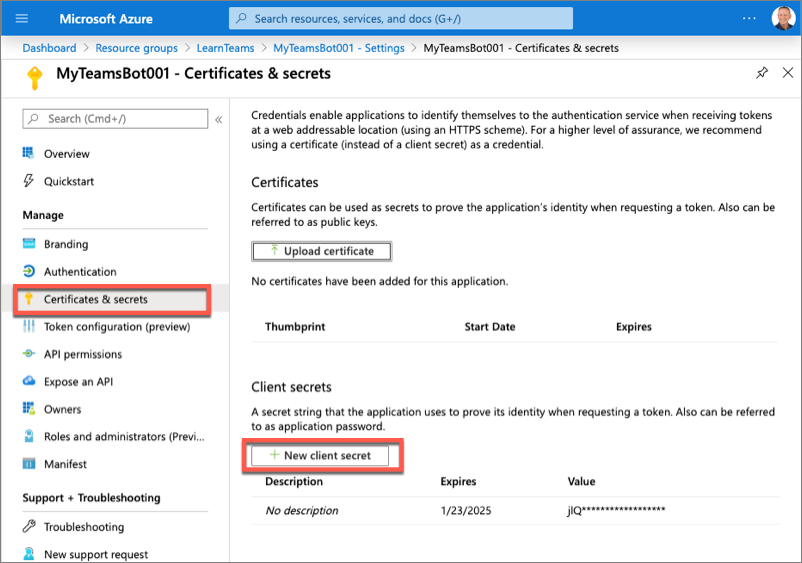 Microsoft Azure
Search resources, services, and docs (G+/)
...
Dashboard > Resource groups > LearnTeams > MyTeamsBot001 - Settings > MyTeamsBot001 - Certificates & secrets
MyTeamsBot001 - Certificates & secrets
Search (Cmd+/)
«
Overview
Quickstart
Manage
Branding
Authentication
Certificates & secrets
Token configuration (preview)
API permissions
Expose an API
Owners
Roles and administrators (Previ...
Manifest
Support + Troubleshooting
Troubleshooting
New support request
Credentials enable applications to identify themselves to the authentication service when receiving tokens
at a web addressable location (using an HTTPS scheme). For a higher level of assurance, we recommend
using a certificate (instead of a client secret) as a credential.
Certificates
Certificates can be used as secrets to prove the application's identity when requesting a token. Also can be
referred to as public keys.
Upload certificate
No certificates have been added for this application.
Thumbprint Start Date Expires
Client secrets
A secret string that the application uses to prove its identity when requesting a token. Also can be referred
to as application password.
+ New client secret
Description Expires Value
No description 1/23/2025 jlQ******************